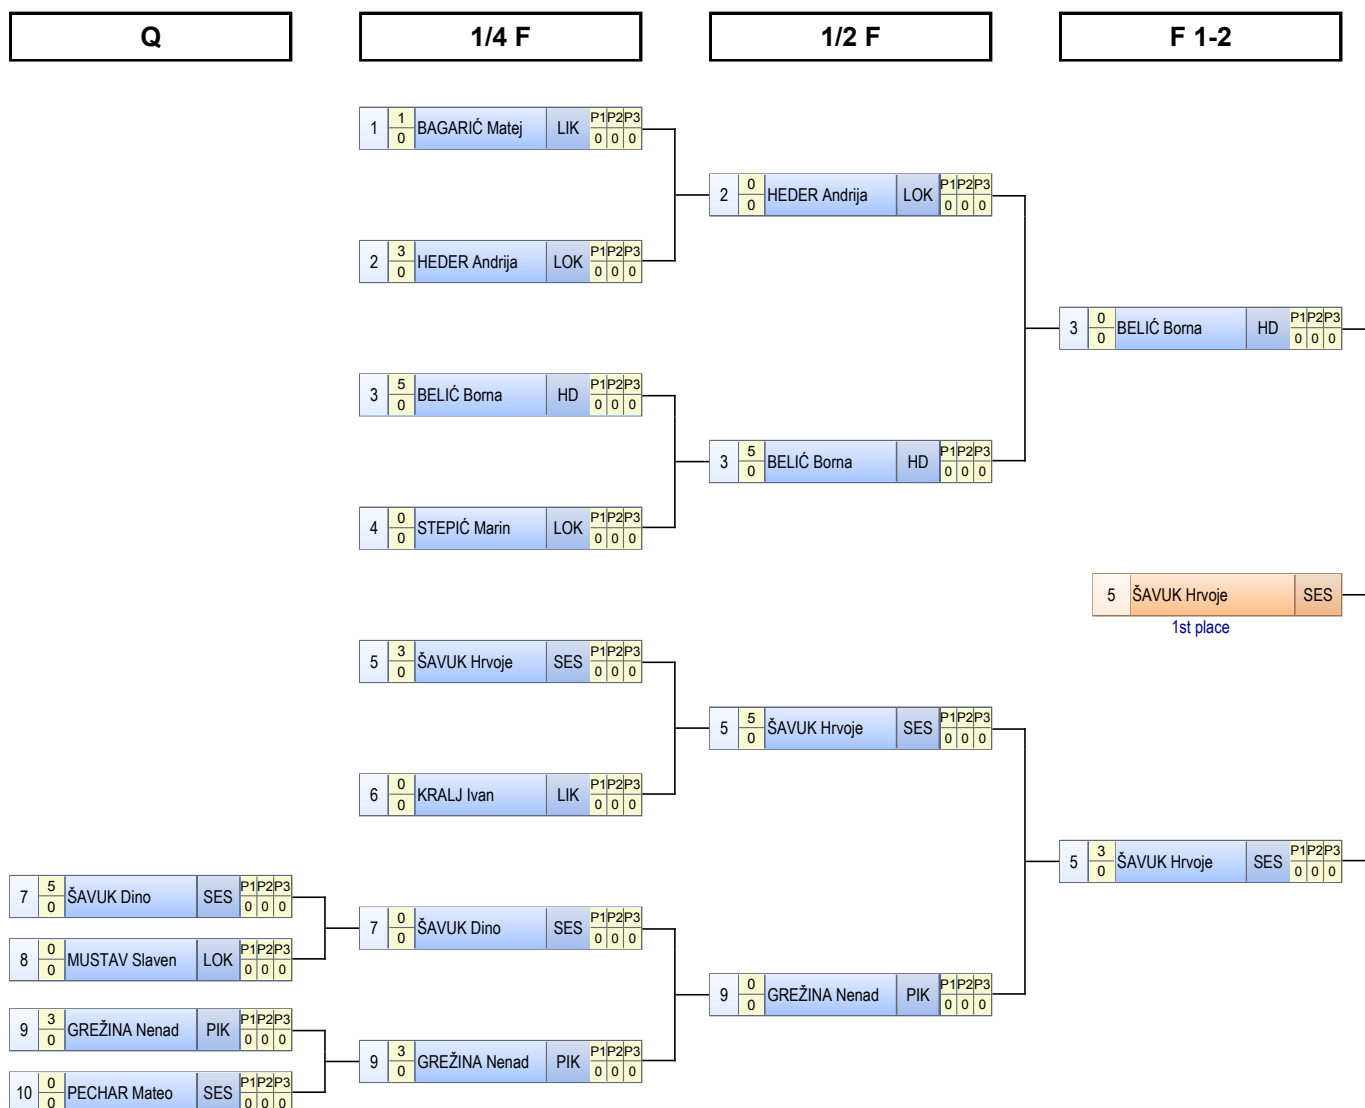 Q 1/4 F 1/2 F F 1-2
1 1 0 BAGARIĆ Matej LIK P1 P2 P3 0 0 0
2 0 0 HEDER Andrija LOK P1 P2 P3 0 0 0
2 3 0 HEDER Andrija LOK P1 P2 P3 0 0 0
3 0 0 BELIĆ Borna HD P1 P2 P3 0 0 0
3 5 0 BELIĆ Borna HD P1 P2 P3 0 0 0
3 5 0 BELIĆ Borna HD P1 P2 P3 0 0 0
4 0 0 STEPIĆ Marin LOK P1 P2 P3 0 0 0
5 ŠAVUK Hrvoje SES
1st place
5 3 0 ŠAVUK Hrvoje SES P1 P2 P3 0 0 0
5 5 0 ŠAVUK Hrvoje SES P1 P2 P3 0 0 0
6 0 0 KRALJ Ivan LIK P1 P2 P3 0 0 0
5 3 0 ŠAVUK Hrvoje SES P1 P2 P3 0 0 0
7 5 0 ŠAVUK Dino SES P1 P2 P3 0 0 0
7 0 0 ŠAVUK Dino SES P1 P2 P3 0 0 0
8 0 0 MUSTAV Slaven LOK P1 P2 P3 0 0 0
9 0 0 GREŽINA Nenad PIK P1 P2 P3 0 0 0
9 3 0 GREŽINA Nenad PIK P1 P2 P3 0 0 0
9 3 0 GREŽINA Nenad PIK P1 P2 P3 0 0 0
10 0 0 PECHAR Mateo SES P1 P2 P3 0 0 0